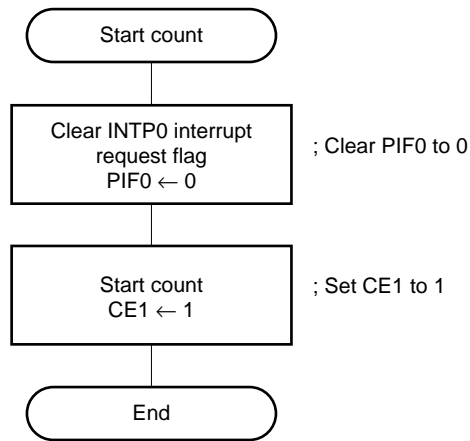 Start count
Clear INTP0 interrupt
request flag
PIF0 ← 0
; Clear PIF0 to 0
Start count
CE1 ← 1
; Set CE1 to 1
End